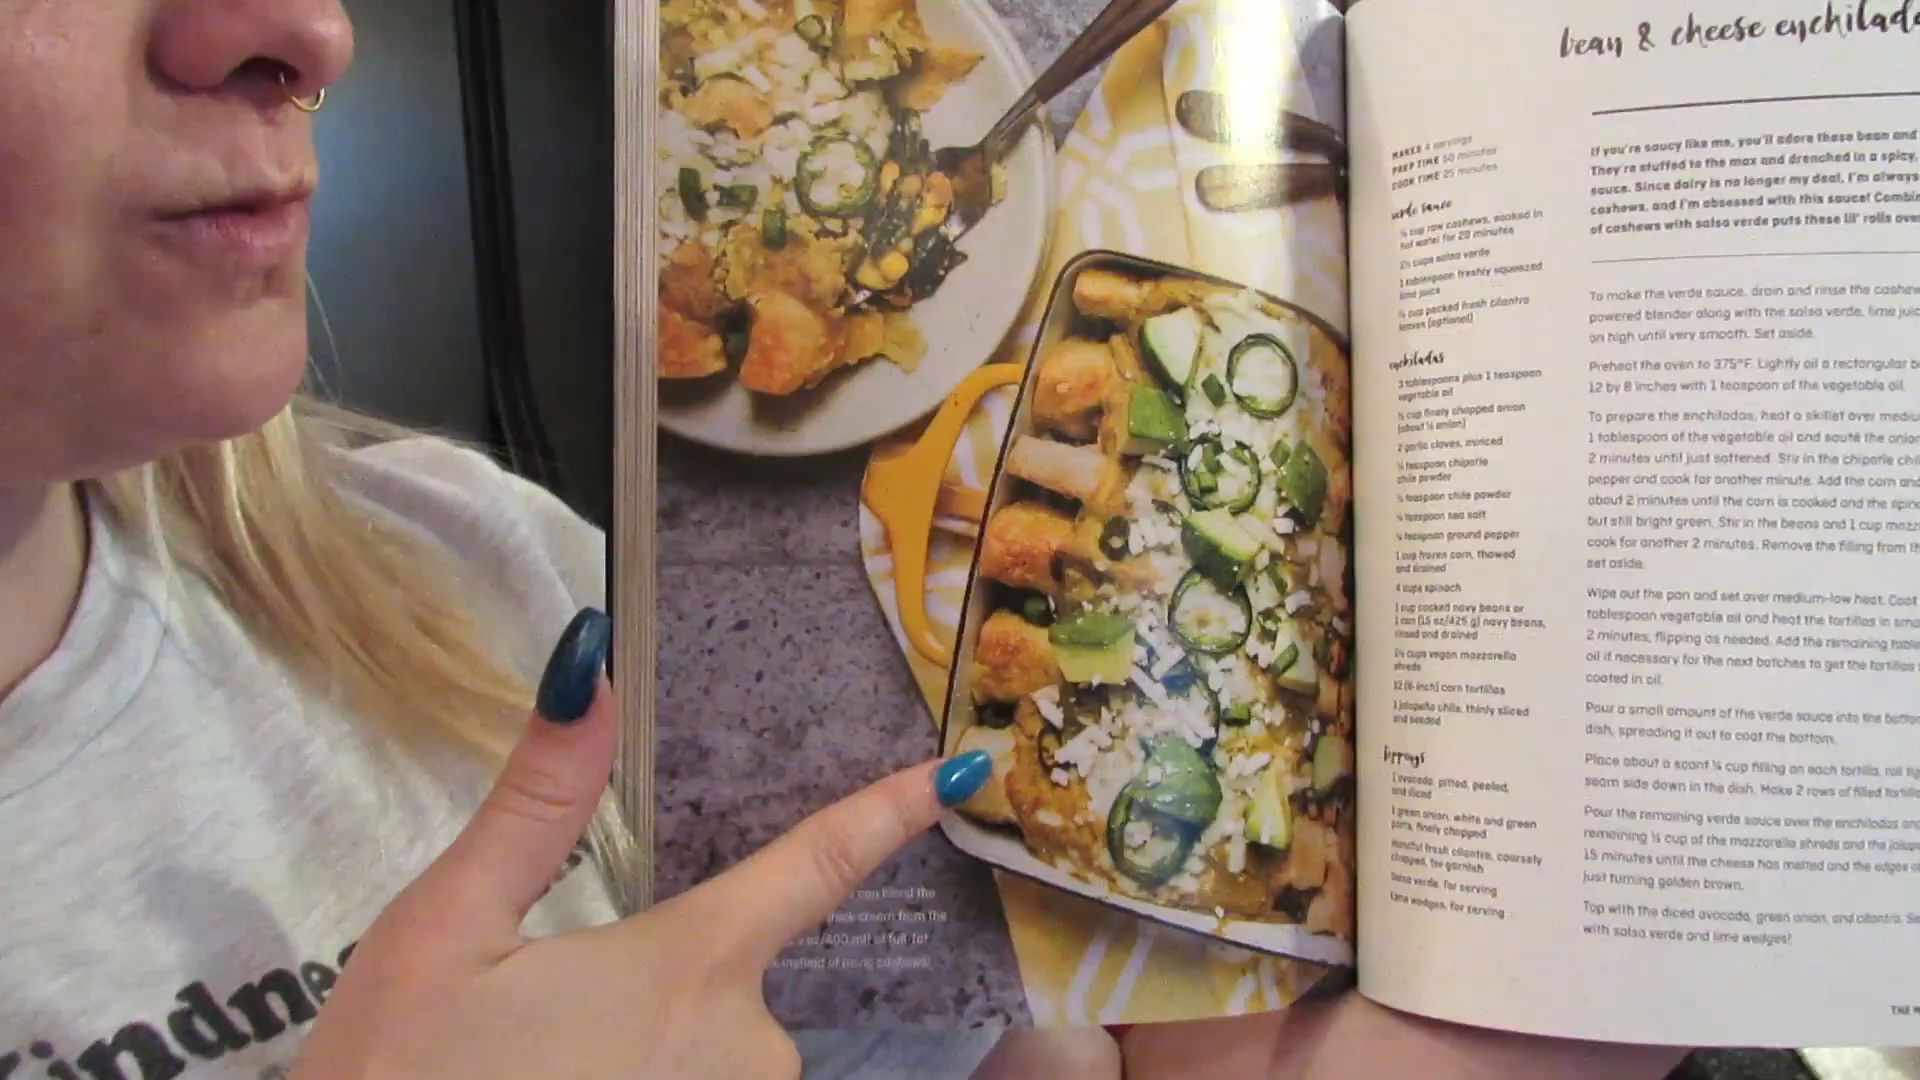 bean & cheese enchilada
MAKES 4 servings
PREP TIME 50 minutes
COOK TIME 25 minutes
verde sauce
cup raw cashews, soaked in
hot water for 20 minutes
cups salsa verde
1 tablespoon freshly squeezed
lime juice
cup packed fresh cilantro
leaves (optional)
enchiladas
3 tablespoons plus 1 teaspoon
vegetable oil
cup finely chopped onion
(about ½ onion)
2 garlic cloves, minced
teaspoon chipotle
chile powder
teaspoon chile powder
teaspoon sea salt
teaspoon ground pepper
1 cup frozen corn, thawed
and drained
4 cups spinach
1 cup cooked navy beans or
1 can (15 oz/425 g) navy beans,
rinsed and drained
cups vegan mozzarella
shreds
12 (6-inch) corn tortillas
1 jalapeño chile, thinly sliced
and seeded
toppings
1 avocado, pitted, peeled,
and diced
1 green onion, white and green
parts, finely chopped
Handful fresh cilantro, coarsely
chopped, for garnish
Salsa verde, for serving
Lime wedges, for serving
If you're saucy like me, you'll adore these bean and
They're stuffed to the max and drenched in a spicy,
sauce. Since dairy is no longer my deal, I'm always
cashews, and I'm obsessed with this sauce! Combin
of cashews with salsa verde puts these lil' rolls over
To make the verde sauce, drain and rinse the cashew
powered blender along with the salsa verde, lime juic
on high until very smooth. Set aside.
Preheat the oven to 375°F. Lightly oil a rectangular b
12 by 8 inches with 1 teaspoon of the vegetable oil.
To prepare the enchiladas, heat a skillet over mediu
1 tablespoon of the vegetable oil and sauté the onion
2 minutes until just softened. Stir in the chipotle chil
pepper and cook for another minute. Add the corn and
about 2 minutes until the corn is cooked and the spin
but still bright green. Stir in the beans and 1 cup mozz
cook for another 2 minutes. Remove the filling from th
set aside.
Wipe out the pan and set over medium-low heat. Coat
tablespoon vegetable oil and heat the tortillas in sma
2 minutes, flipping as needed. Add the remaining table
oil if necessary for the next batches to get the tortillas
coated in oil.
Pour a small amount of the verde sauce into the bottom
dish, spreading it out to coat the bottom.
Place about a scant ¼ cup filling on each tortilla, roll tig
seam side down in the dish. Make 2 rows of filled tortilla
Pour the remaining verde sauce over the enchiladas and
remaining ½ cup of the mozzarella shreds and the jalape
15 minutes until the cheese has melted and the edges a
just turning golden brown.
Top with the diced avocado, green onion, and cilantro. Se
with salsa verde and lime wedges!
THE
can blend the
thick cream from the
oz/400 ml) of full-fat
instead of using cashews!
Kindness